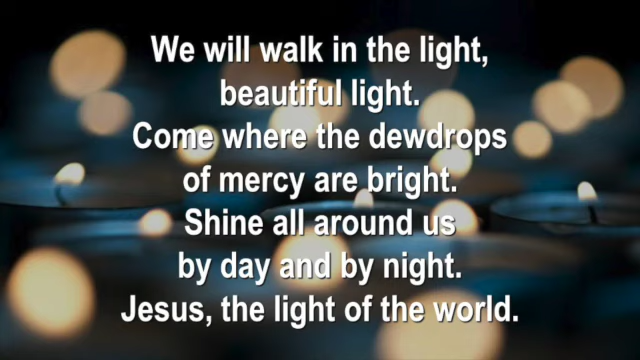 We will walk in the light,
beautiful light.
Come where the dewdrops
of mercy are bright.
Shine all around us
by day and by night.
Jesus, the light of the world.